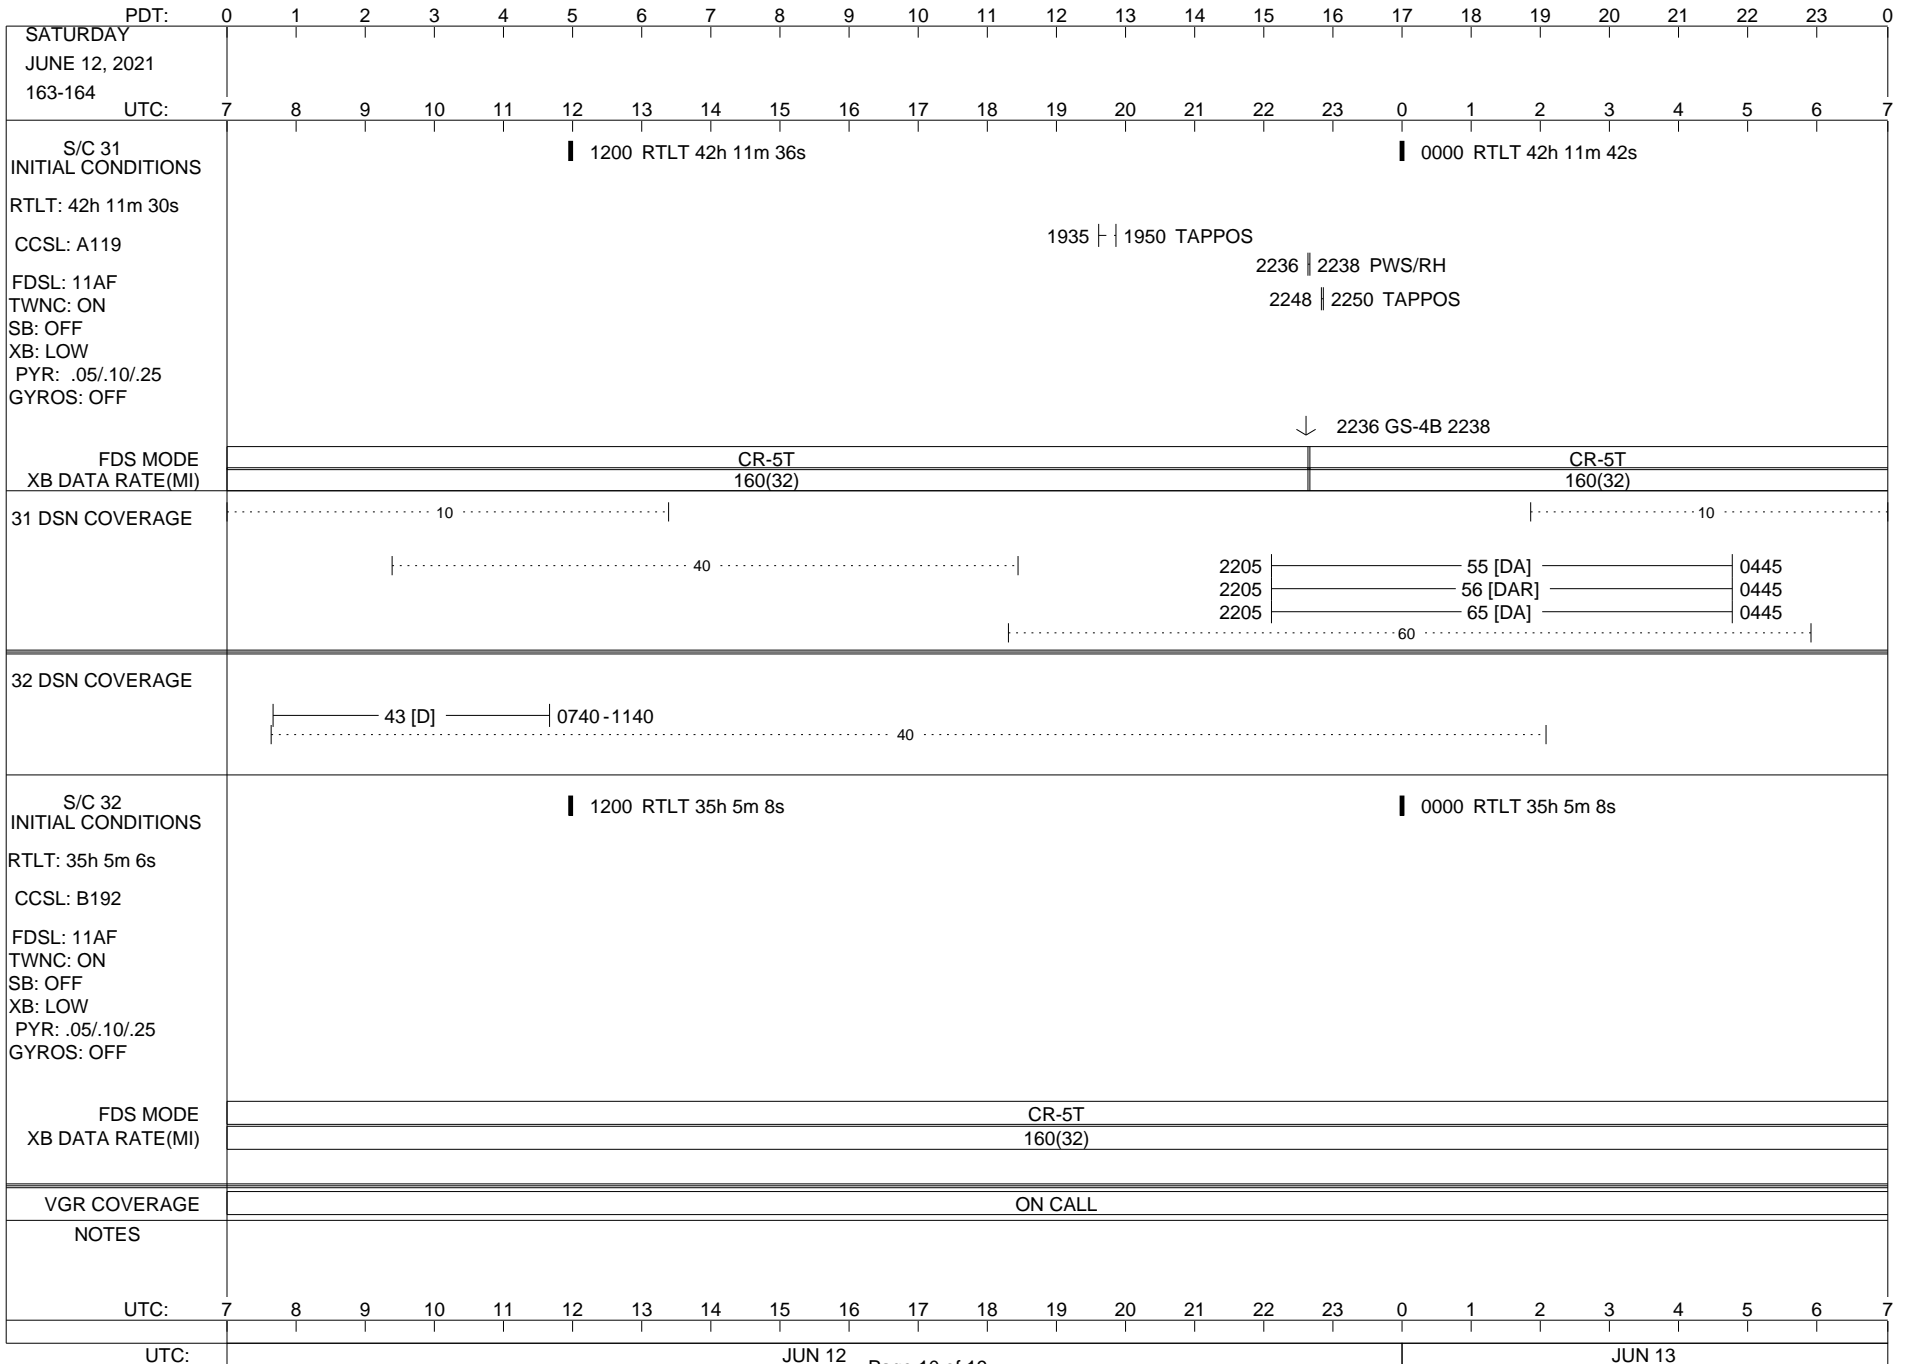 PDT: 0 1 2 3 4 5 6 7 8 9 10 11 12 13 14 15 16 17 18 19 20 21 22 23 0
SATURDAY
JUNE 12, 2021
163-164
UTC: 7 8 9 10 11 12 13 14 15 16 17 18 19 20 21 22 23 0 1 2 3 4 5 6 7
S/C 31
INITIAL CONDITIONS
1200 RTLT 42h 11m 36s
0000 RTLT 42h 11m 42s
RTLT: 42h 11m 30s
1935 1950 TAPPOS
CCSL: A119
2236 2238 PWS/RH
FDSL: 11AF
2248 2250 TAPPOS
TWNC: ON
SB: OFF
XB: LOW
PYR: .05/.10/.25
GYROS: OFF
2236 GS-4B 2238
FDS MODE CR-5T CR-5T
XB DATA RATE(MI) 160(32) 160(32)
31 DSN COVERAGE 10 10
40
2205 55 [DA] 0445
2205 56 [DAR] 0445
2205 65 [DA] 0445
60
32 DSN COVERAGE
43 [D] 0740-1140
40
S/C 32
INITIAL CONDITIONS
1200 RTLT 35h 5m 8s
0000 RTLT 35h 5m 8s
RTLT: 35h 5m 6s
CCSL: B192
FDSL: 11AF
TWNC: ON
SB: OFF
XB: LOW
PYR: .05/.10/.25
GYROS: OFF
FDS MODE CR-5T
XB DATA RATE(MI) 160(32)
VGR COVERAGE ON CALL
NOTES
UTC: 7 8 9 10 11 12 13 14 15 16 17 18 19 20 21 22 23 0 1 2 3 4 5 6 7
UTC: JUN 12 JUN 13